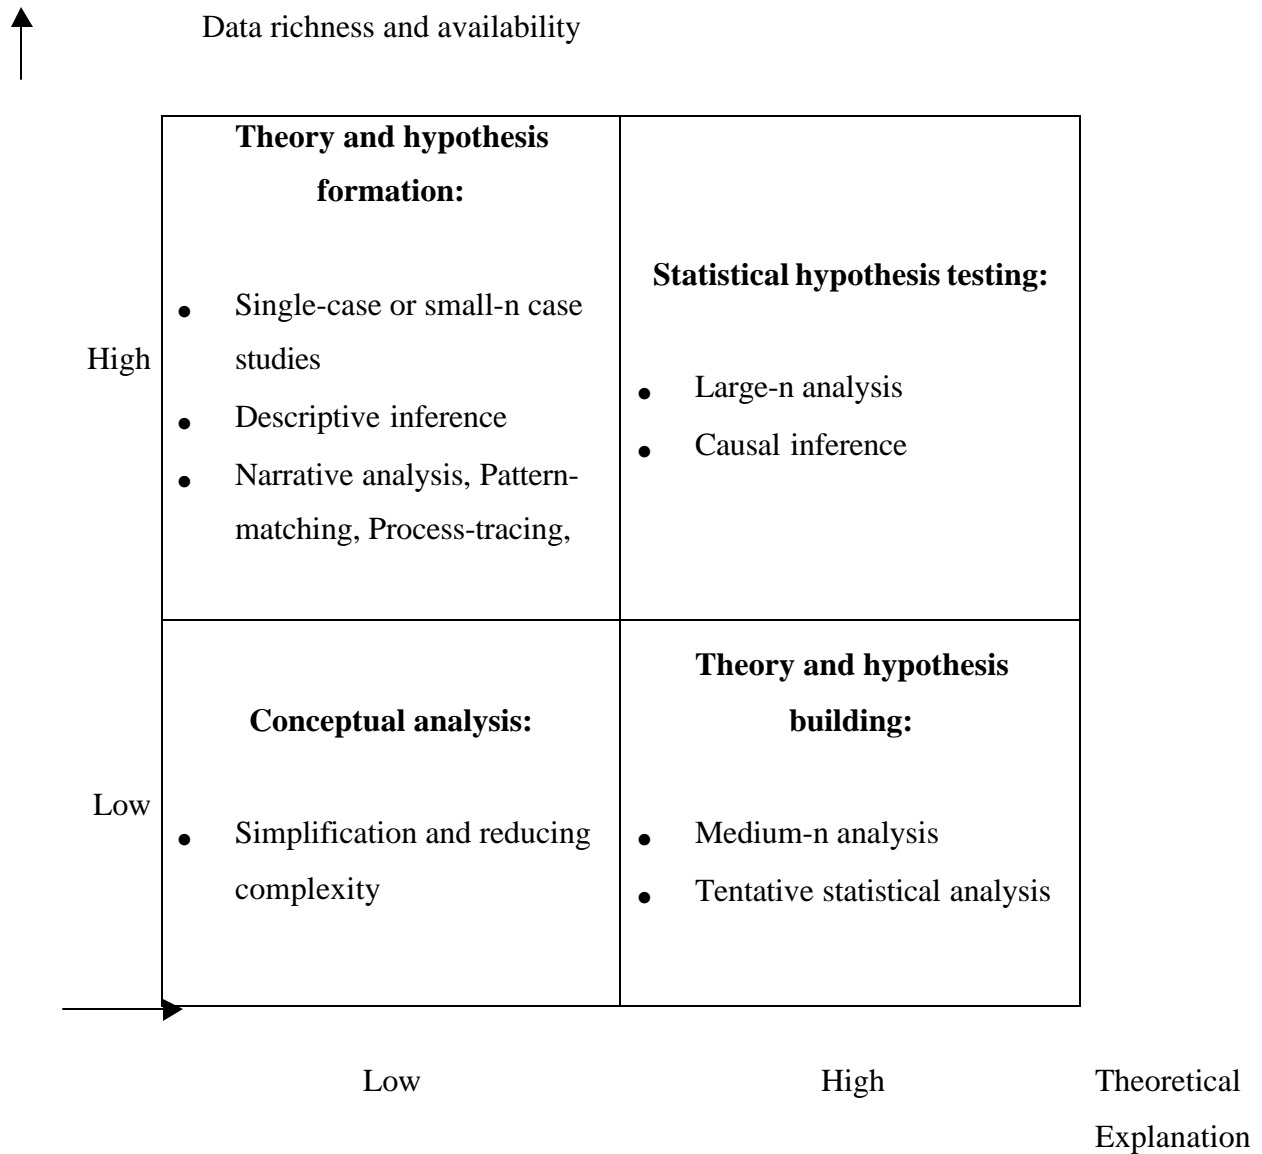 Data richness and availability
Theory and hypothesis
formation:
Statistical hypothesis testing:
High
• Single-case or small-n case
studies
• Descriptive inference
• Narrative analysis, Pattern-
matching, Process-tracing,
• Large-n analysis
• Causal inference
Conceptual analysis:
Theory and hypothesis
building:
Low
• Simplification and reducing
complexity
• Medium-n analysis
• Tentative statistical analysis
Low
High
Theoretical
Explanation